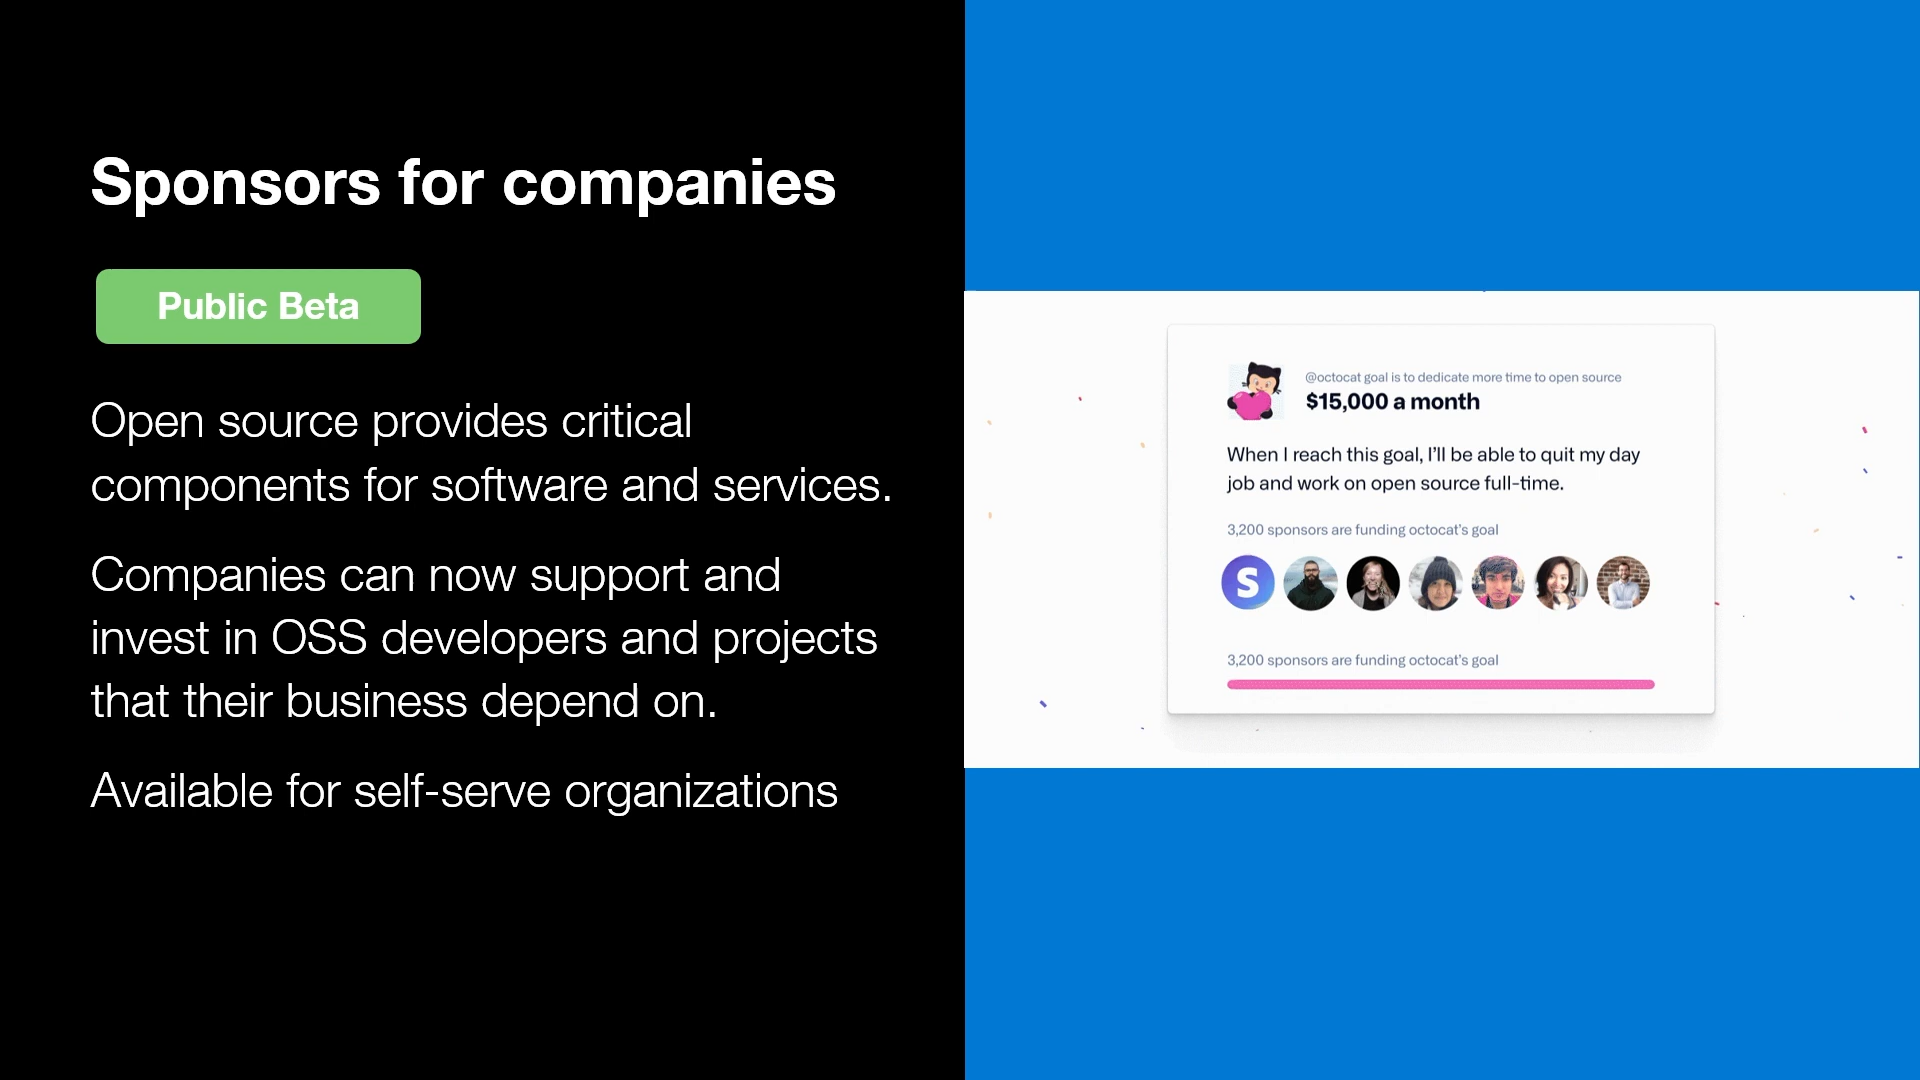 Sponsors for companies
Public Beta
Open source provides critical
components for software and services.
Companies can now support and
invest in OSS developers and projects
that their business depend on.
Available for self-serve organizations
@octocat goal is to dedicate more time to open source
$15,000 a month
When I reach this goal, I’ll be able to quit my day
job and work on open source full-time.
3,200 sponsors are funding octocat’s goal
S
3,200 sponsors are funding octocat’s goal